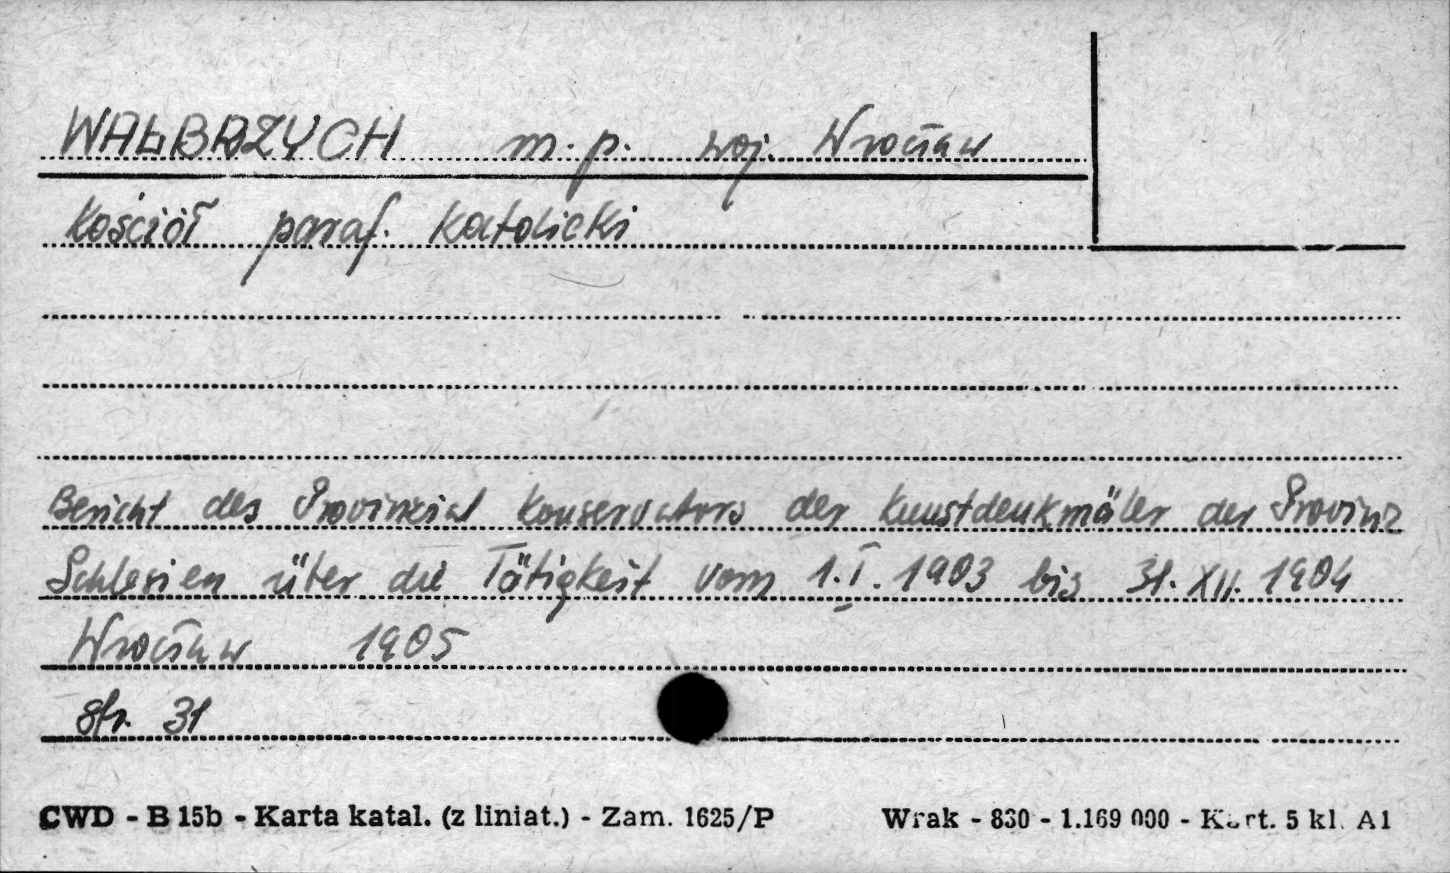 WAŁBRZYCH m.p. woj. Wrocław
Kościół paraf. Katolicki
Bericht des Provinzial Konservators der Kunstdenkmäler der Provinz
Schlesien über die Tätigkeit vom 1.I.1903 bis 31.XII.1904
Wrocław 1905
str. 31
CWD - B 15b - Karta katal. (z liniat.) - Zam. 1625/P Wrak - 830 - 1.169 000 - Kart. 5 kl. A1